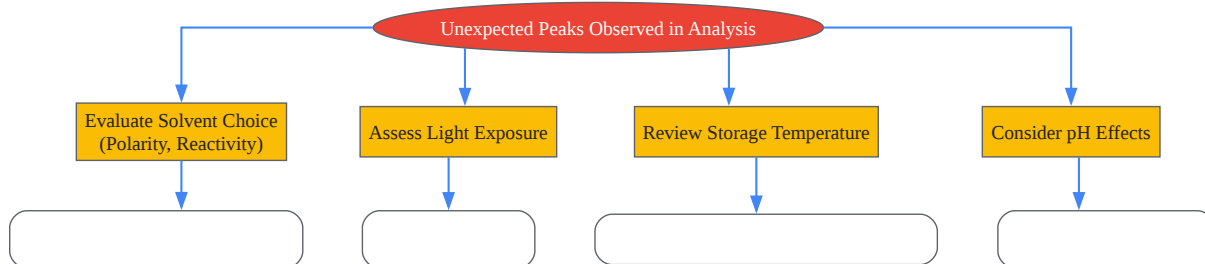 Unexpected Peaks Observed in Analysis
Evaluate Solvent Choice
(Polarity, Reactivity)
Assess Light Exposure
Review Storage Temperature
Consider pH Effects